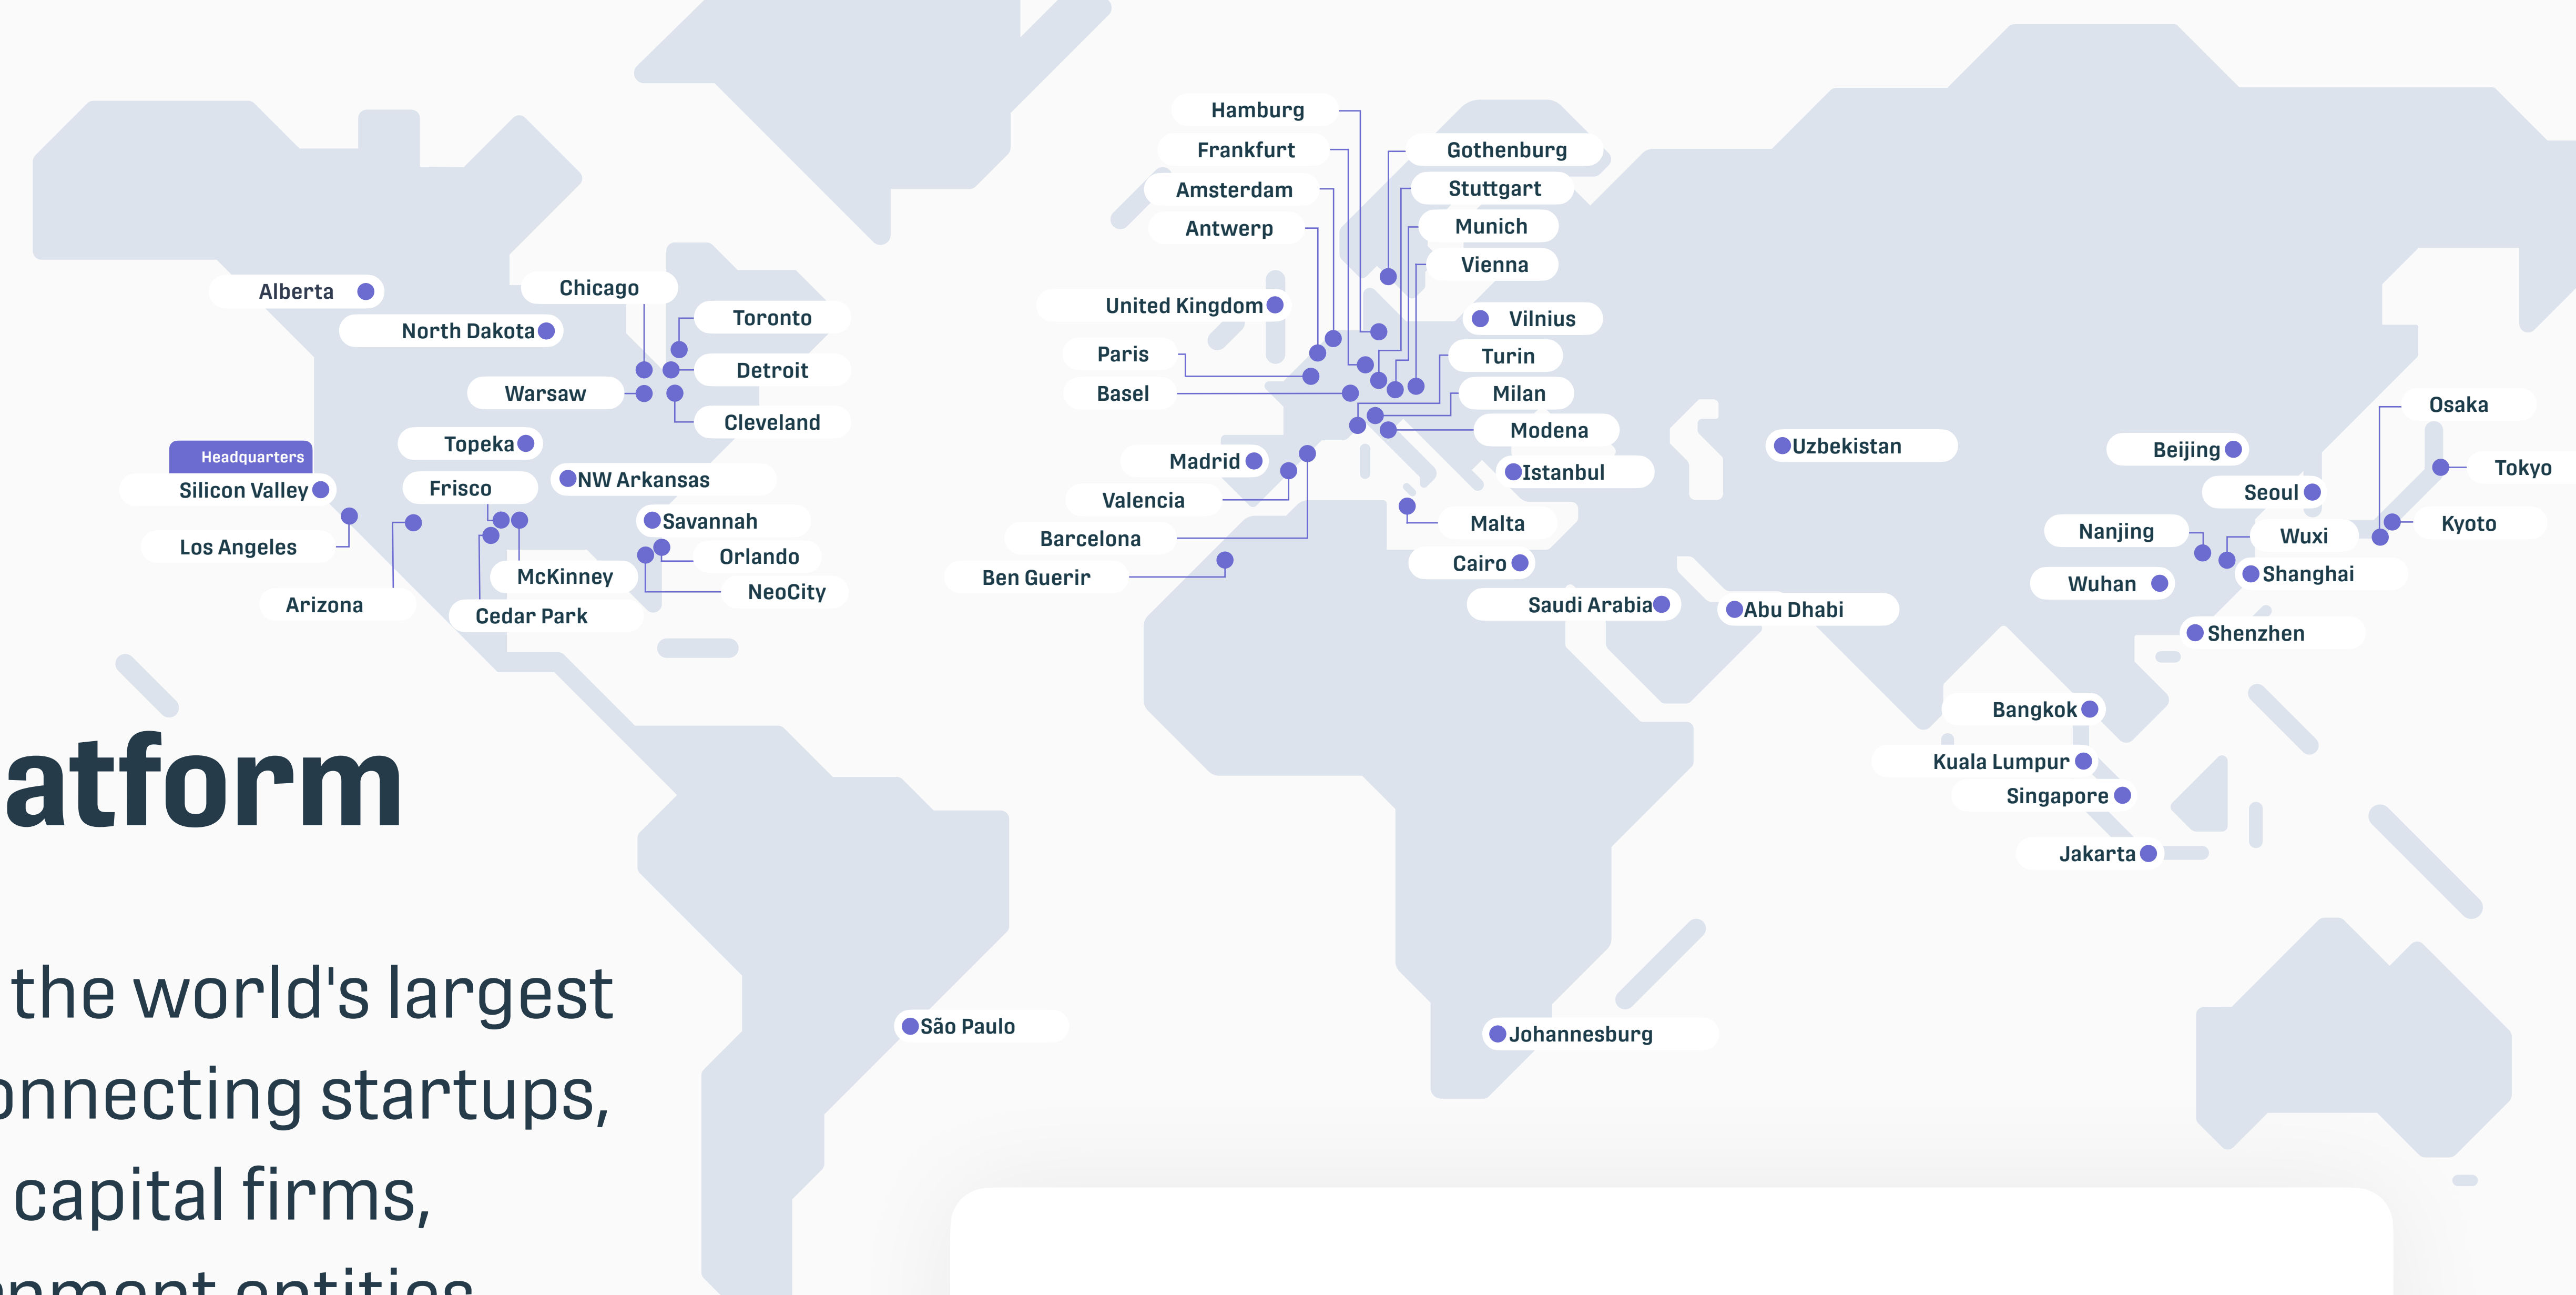 Hamburg
Frankfurt
Gothenburg
Amsterdam
Stuttgart
Antwerp
Munich
Vienna
Alberta
Chicago
United Kingdom
Toronto
Vilnius
North Dakota
Paris
Turin
Detroit
Warsaw
Basel
Milan
Osaka
Cleveland
Modena
Topeka
Uzbekistan
Beijing
Headquarters
Madrid
Istanbul
Tokyo
NW Arkansas
Silicon Valley
Frisco
Seoul
Valencia
Savannah
Malta
Kyoto
Nanjing
Wuxi
Barcelona
Los Angeles
Orlando
Cairo
Shanghai
McKinney
Ben Guerir
Wuhan
NeoCity
Arizona
Saudi Arabia
Abu Dhabi
Cedar Park
Shenzhen
Bangkok
Kuala Lumpur
Singapore
Jakarta
São Paulo
Johannesburg
atform
the world's largest
onnecting startups,
capital firms,
nment entities